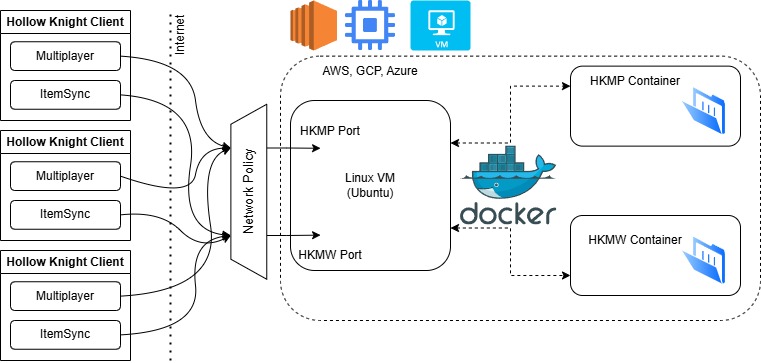 Hollow Knight Client
Multiplayer
ItemSync
Hollow Knight Client
Multiplayer
ItemSync
Hollow Knight Client
Multiplayer
ItemSync
Internet
Network Policy
VM
AWS, GCP, Azure
HKMP Port
Linux VM
(Ubuntu)
HKMW Port
docker
HKMP Container
HKMW Container